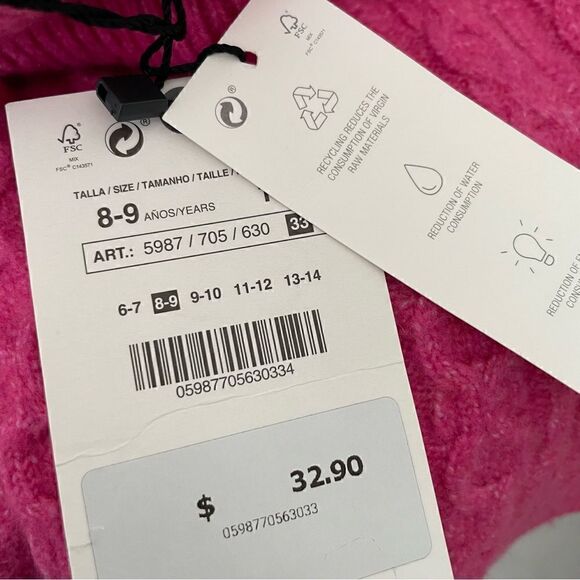 FSC
MIX
FSC® C143571
®
TALLA / SIZE / TAMANHO / TAILLE /
8-9 AÑOS/YEARS
ART.: 5987 / 705 / 630 33
6-7 8-9 9-10 11-12 13-14
05987705630334
$ 32.90
0598770563033
FSC
MIX
FSC® C143571
®
RECYCLING REDUCES THE
CONSUMPTION OF VIRGIN
RAW MATERIALS
REDUCTION OF WATER
CONSUMPTION
REDUCTION OF